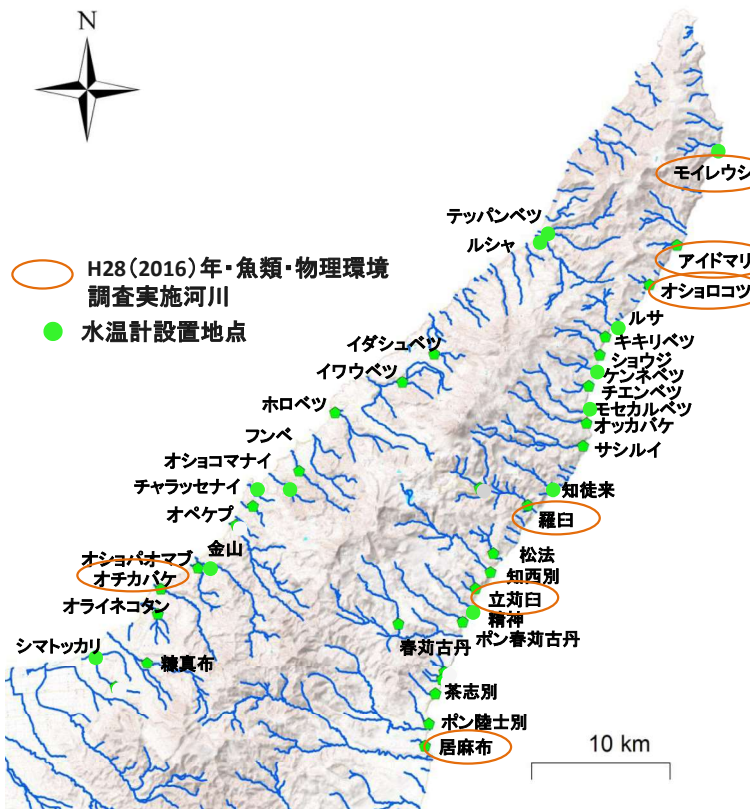 N
モイレウシ
テッパンベツ
ルシャ
アイドマリ
H28(2016)年・魚類・物理環境
調査実施河川
オショロコツ
水温計設置地点
ルサ
キキリベツ
イダシュベツ
ショウジ
イワウベツ
ケンネベツ
チエンベツ
ホロベツ
モセカルベツ
オッカバケ
フンベ
サシルイ
オショコマナイ
チャラッセナイ
知徒来
オペケプ
羅臼
金山
オショパオマブ
松法
オチカバケ
知西別
立苅臼
オライネコタン
精神
ポン春苅古丹
春苅古丹
シマトッカリ
糠真布
茶志別
ポン陸士別
居麻布
10 km